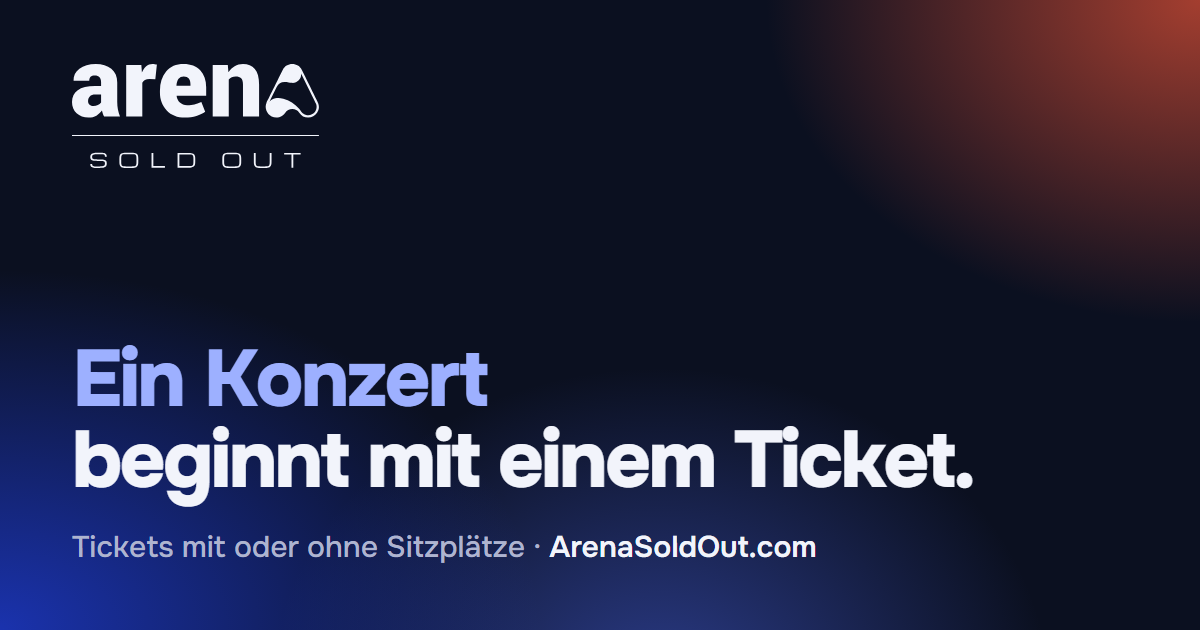 arena
SOLD OUT
Ein Konzert
beginnt mit einem Ticket.
Tickets mit oder ohne Sitzplätze · ArenaSoldOut.com